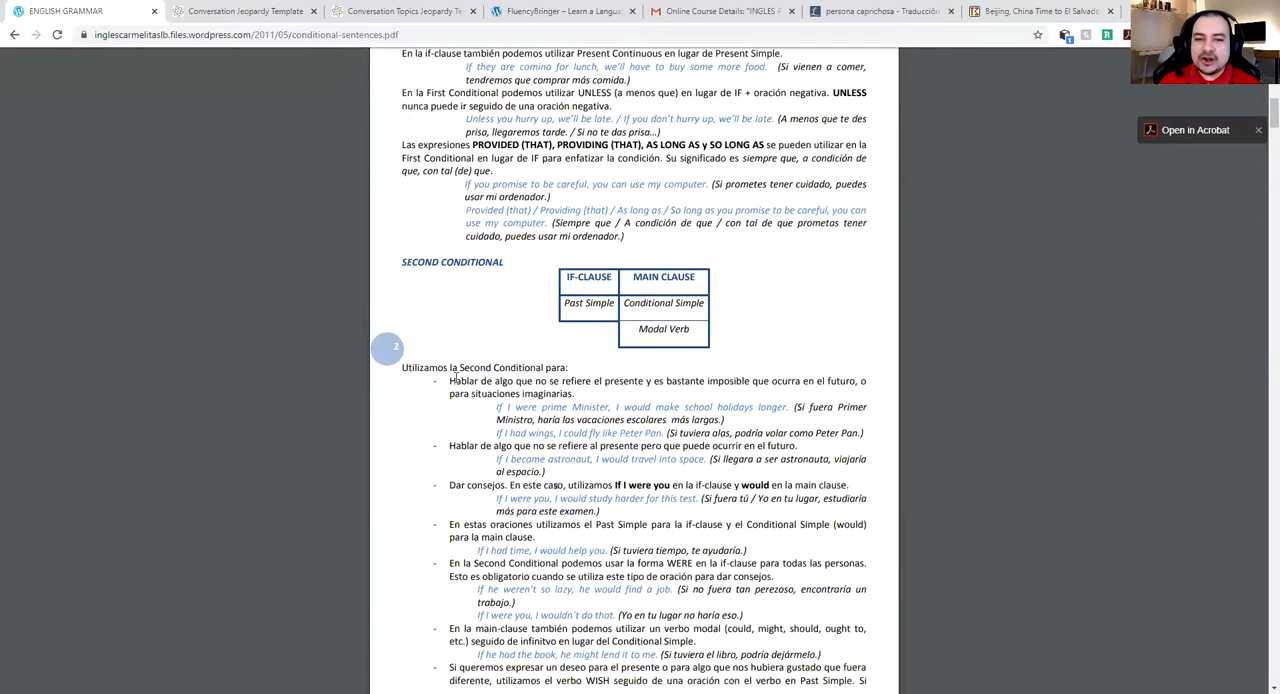 ENGLISH GRAMMAR
Conversation Jeopardy Template
Conversation Topics Jeopardy Te
FluencyBringer – Learn a Langua
Online Course Details: "INGLES P
persona caprichosa - Traducción
Beijing, China Time to El Salvado
inglescarmelitaslb.files.wordpress.com/2011/05/conditional-sentences.pdf
Open in Acrobat
En la if-clause también podemos utilizar Present Continuous en lugar de Present Simple.
If they are comino for lunch, we'll have to buy some more food. (Si vienen a comer,
tendremos que comprar más comida.)
En la First Conditional podemos utilizar UNLESS (a menos que) en lugar de IF + oración negativa. UNLESS
nunca puede ir seguido de una oración negativa.
Unless you hurry up, we'll be late. / If you don't hurry up, we'll be late. (A menos que te des
prisa, llegaremos tarde. / Si no te das prisa…)
Las expresiones PROVIDED (THAT), PROVIDING (THAT), AS LONG AS y SO LONG AS se pueden utilizar en la
First Conditional en lugar de IF para enfatizar la condición. Su significado es siempre que, a condición de
que, con tal (de) que.
If you promise to be careful, you can use my computer. (Si prometes tener cuidado, puedes
usar mi ordenador.)
Provided (that) / Providing (that) / As long as / So long as you promise to be careful, you can
use my computer. (Siempre que / A condición de que / con tal de que prometas tener
cuidado, puedes usar mi ordenador.)
SECOND CONDITIONAL
IF-CLAUSE MAIN CLAUSE
Past Simple Conditional Simple
Modal Verb
2
Utilizamos la Second Conditional para:
- Hablar de algo que no se refiere el presente y es bastante imposible que ocurra en el futuro, o
para situaciones imaginarias.
If I were prime Minister, I would make school holidays longer. (Si fuera Primer
Ministro, haría las vacaciones escolares más largas.)
If I had wings, I could fly like Peter Pan. (Si tuviera alas, podría volar como Peter Pan.)
- Hablar de algo que no se refiere al presente pero que puede ocurrir en el futuro.
If I became astronaut, I would travel into space. (Si llegara a ser astronauta, viajaría
al espacio.)
- Dar consejos. En este caso, utilizamos If I were you en la if-clause y would en la main clause.
If I were you, I would study harder for this test. (Si fuera tú / Yo en tu lugar, estudiaría
más para este examen.)
- En estas oraciones utilizamos el Past Simple para la if-clause y el Conditional Simple (would)
para la main clause.
If I had time, I would help you. (Si tuviera tiempo, te ayudaría.)
- En la Second Conditional podemos usar la forma WERE en la if-clause para todas las personas.
Esto es obligatorio cuando se utiliza este tipo de oración para dar consejos.
If he weren't so lazy, he would find a job. (Si no fuera tan perezoso, encontraría un
trabajo.)
If I were you, I wouldn´t do that. (Yo en tu lugar no haría eso.)
- En la main-clause también podemos utilizar un verbo modal (could, might, should, ought to,
etc.) seguido de infinitvo en lugar del Conditional Simple.
If he had the book, he might lend it to me. (Si tuviera el libro, podría dejármelo.)
- Si queremos expresar un deseo para el presente o para algo que nos hubiera gustado que fuera
diferente, utilizamos el verbo WISH seguido de una oración con el verbo en Past Simple. Si